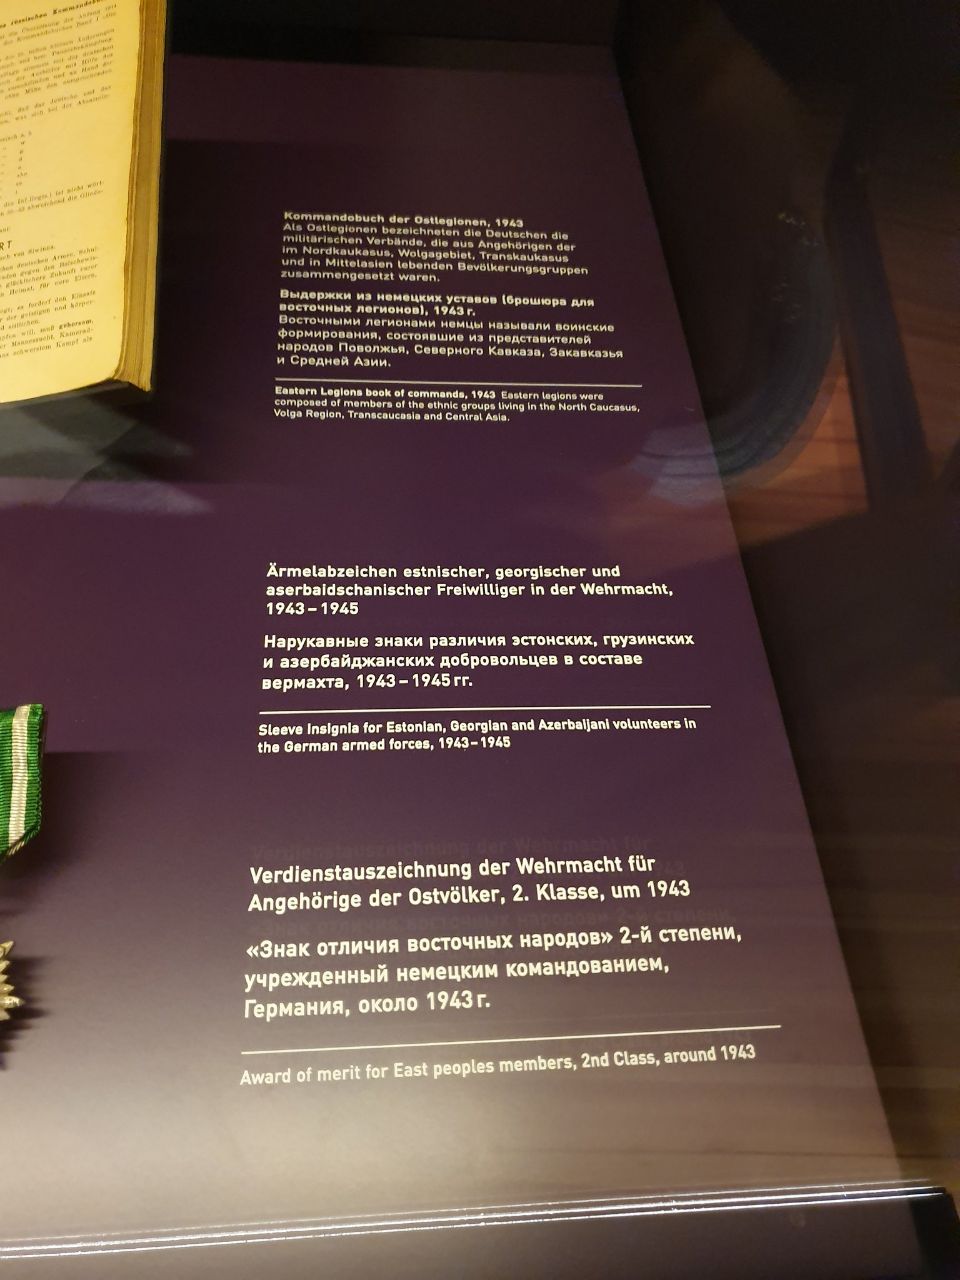 Kommandobuch der Ostlegionen, 1943
Als Ostlegionen bezeichneten die Deutschen die
militärischen Verbände, die aus Angehörigen der
im Nordkaukasus, Wolgagebiet, Transkaukasus
und in Mittelasien lebenden Bevölkerungsgruppen
zusammengesetzt waren.
Выдержки из немецких уставов (брошюра для
восточных легионов), 1943 г.
Восточными легионами немцы называли воинские
формирования, состоявшие из представителей
народов Поволжья, Северного Кавказа, Закавказья
и Средней Азии.
Eastern Legions book of commands, 1943 Eastern legions were
composed of members of the ethnic groups living in the North Caucasus,
Volga Region, Transcaucasia and Central Asia.
Ärmelabzeichen estnischer, georgischer und
aserbaidschanischer Freiwilliger in der Wehrmacht,
1943 – 1945
Нарукавные знаки различия эстонских, грузинских
и азербайджанских добровольцев в составе
вермахта, 1943 – 1945 гг.
Sleeve insignia for Estonian, Georgian and Azerbaijani volunteers in
the German armed forces, 1943 – 1945
Verdienstauszeichnung der Wehrmacht für
Angehörige der Ostvölker, 2. Klasse, um 1943
«Знак отличия восточных народов» 2-й степени,
учрежденный немецким командованием,
Германия, около 1943 г.
Award of merit for East peoples members, 2nd Class, around 1943